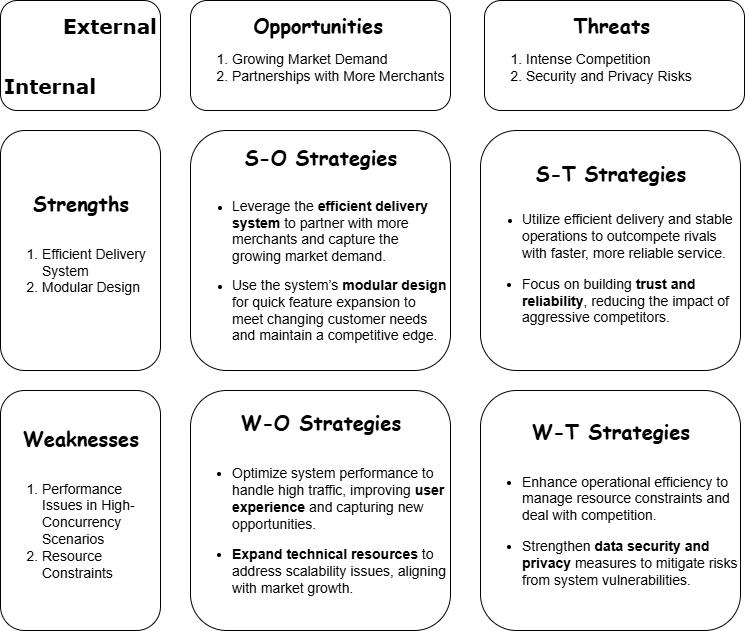 External
Internal
Opportunities
1. Growing Market Demand
2. Partnerships with More Merchants
Threats
1. Intense Competition
2. Security and Privacy Risks
Strengths
1. Efficient Delivery
System
2. Modular Design
S-O Strategies
• Leverage the efficient delivery
system to partner with more
merchants and capture the
growing market demand.
• Use the system’s modular design
for quick feature expansion to
meet changing customer needs
and maintain a competitive edge.
S-T Strategies
• Utilize efficient delivery and stable
operations to outcompete rivals
with faster, more reliable service.
• Focus on building trust and
reliability, reducing the impact of
aggressive competitors.
Weaknesses
1. Performance
Issues in High-
Concurrency
Scenarios
2. Resource
Constraints
W-O Strategies
• Optimize system performance to
handle high traffic, improving user
experience and capturing new
opportunities.
• Expand technical resources to
address scalability issues, aligning
with market growth.
W-T Strategies
• Enhance operational efficiency to
manage resource constraints and
deal with competition.
• Strengthen data security and
privacy measures to mitigate risks
from system vulnerabilities.